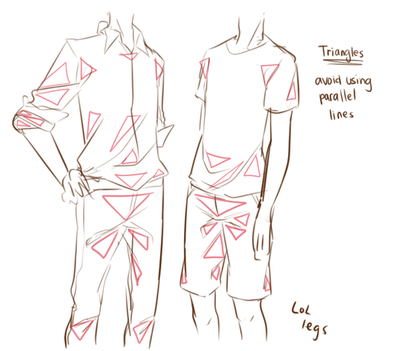 Triangles
avoid using
parallel
lines
LOL
legs